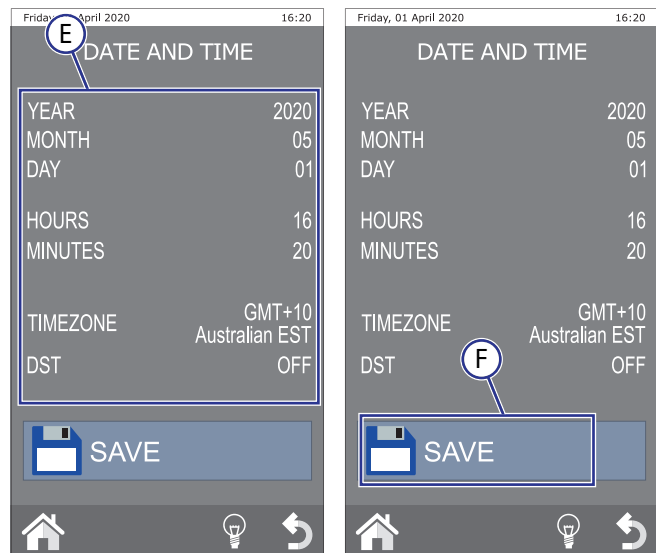 Friday, April 2020 16:20
E
DATE AND TIME
YEAR 2020
MONTH 05
DAY 01
HOURS 16
MINUTES 20
TIMEZONE GMT+10
Australian EST
DST OFF
SAVE
Friday, 01 April 2020 16:20
DATE AND TIME
YEAR 2020
MONTH 05
DAY 01
HOURS 16
MINUTES 20
TIMEZONE GMT+10
Australian EST
DST OFF
F
SAVE